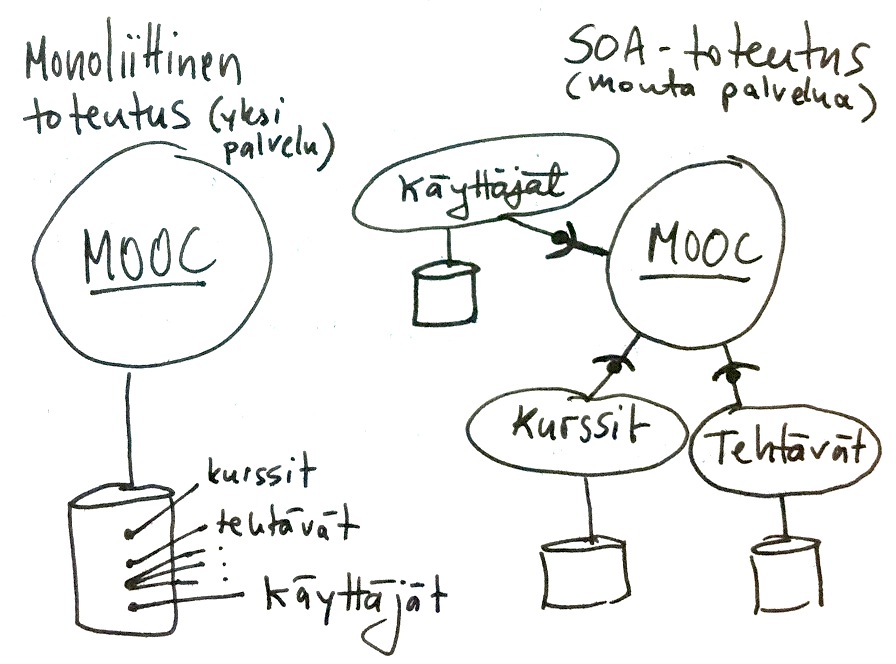 Monoliittinen
toteutus (yksi
palvelu)
MOOC
kurssit
tehtävät
:
käyttäjät
SOA-toteutus
(monta palvelua)
Käyttäjät
MOOC
Kurssit
Tehtävät